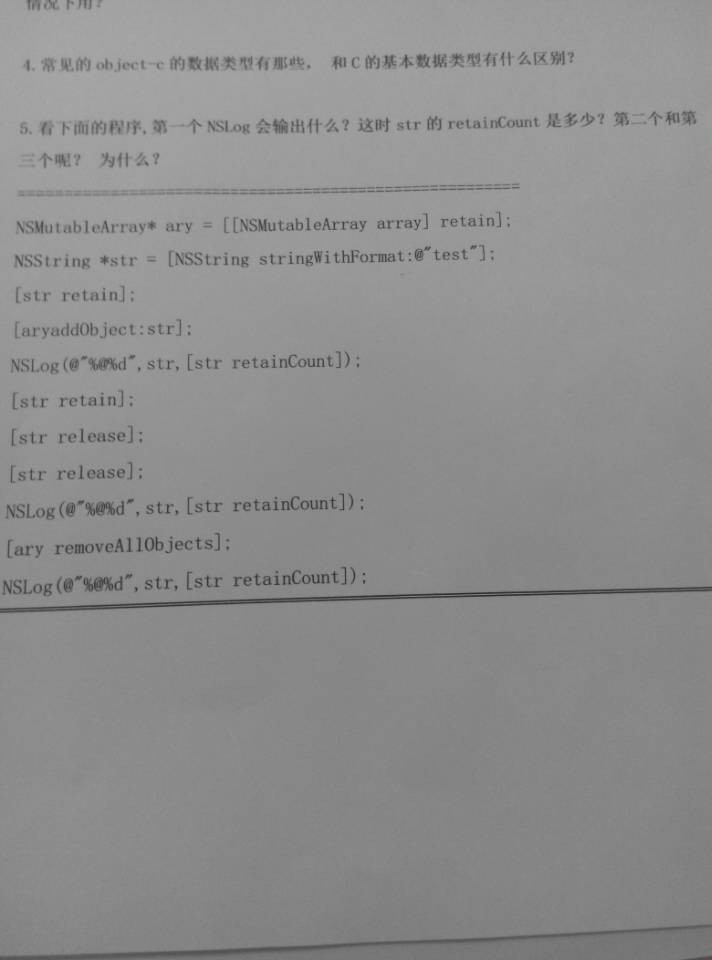 情况下用？
4. 常见的 object-c 的数据类型有那些， 和 C 的基本数据类型有什么区别？
5. 看下面的程序, 第一个 NSLog 会输出什么？这时 str 的 retainCount 是多少？第二个和第
三个呢？ 为什么？
======================================================
NSMutableArray* ary = [[NSMutableArray array] retain];
NSString *str = [NSString stringWithFormat:@"test"];
[str retain];
[aryaddObject:str];
NSLog(@"%@%d",str,[str retainCount]);
[str retain];
[str release];
[str release];
NSLog(@"%@%d",str,[str retainCount]);
[ary removeAllObjects];
NSLog(@"%@%d",str,[str retainCount]);